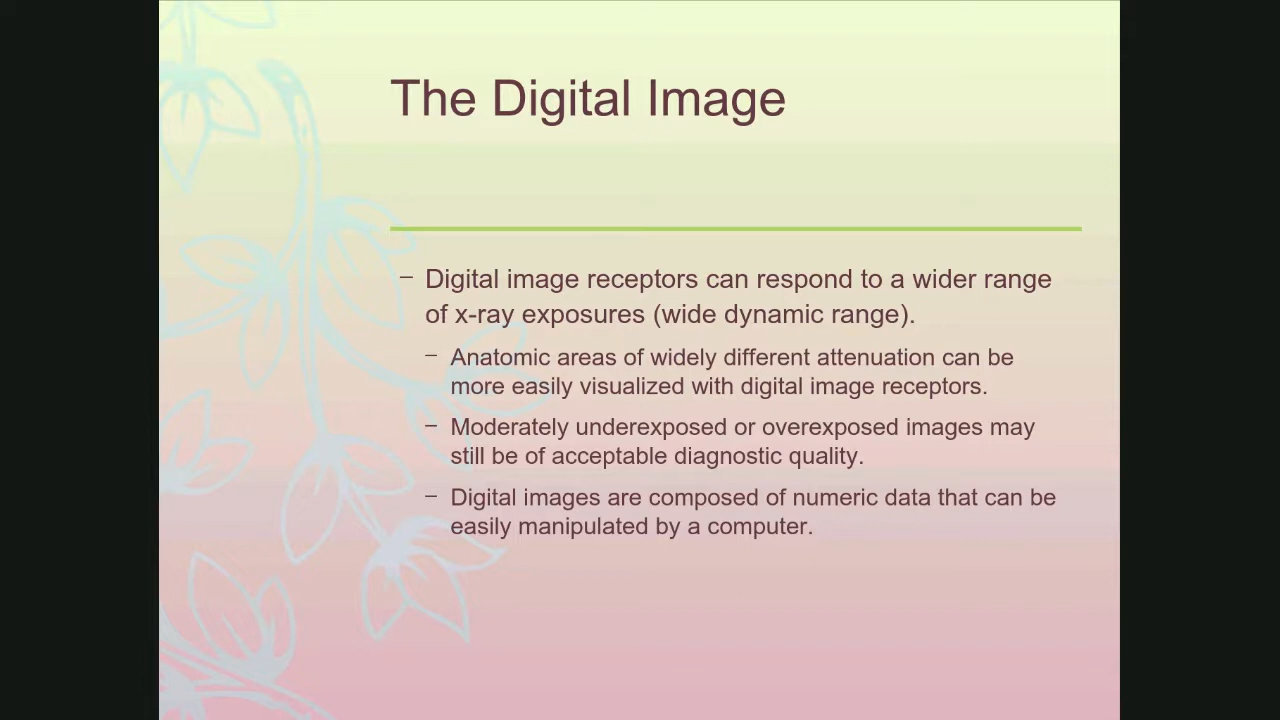 The Digital Image
– Digital image receptors can respond to a wider range
of x-ray exposures (wide dynamic range).
– Anatomic areas of widely different attenuation can be
more easily visualized with digital image receptors.
– Moderately underexposed or overexposed images may
still be of acceptable diagnostic quality.
– Digital images are composed of numeric data that can be
easily manipulated by a computer.